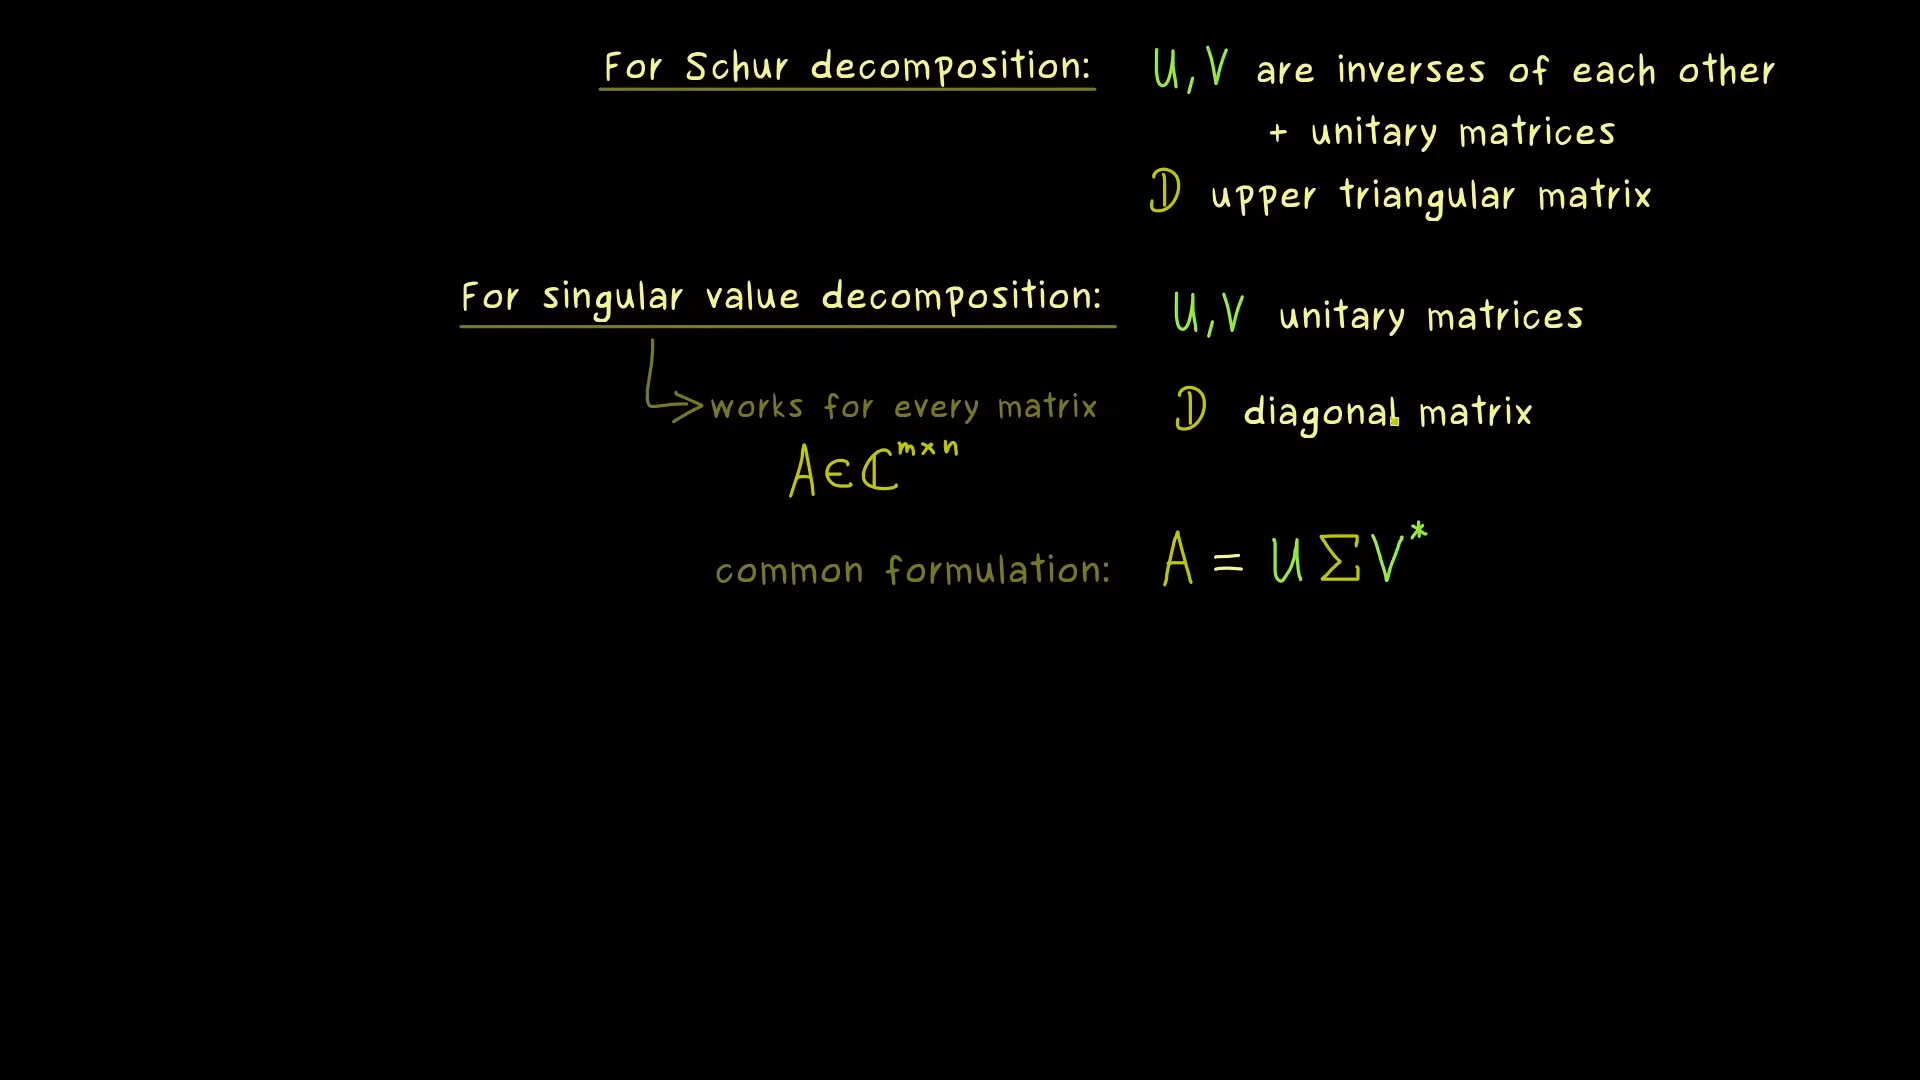 For Schur decomposition: U, V are inverses of each other
+ unitary matrices
D upper triangular matrix
For singular value decomposition: U, V unitary matrices
works for every matrix D diagonal matrix
A ∈ ℂ^{m×n}
common formulation: A = U Σ V^*